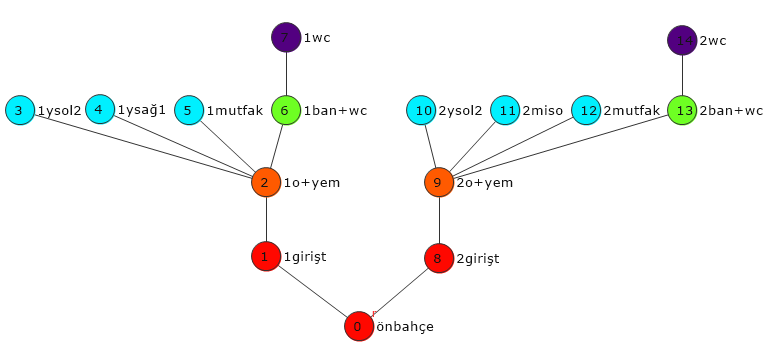 7 1wc
14 2wc
3 1ysol2
4 1ysağ1
5 1mutfak
6 1ban+wc
10 2ysol2
11 2miso
12 2mutfak
13 2ban+wc
2 1o+yem
9 2o+yem
1 1girişt
8 2girişt
0 önbahçe